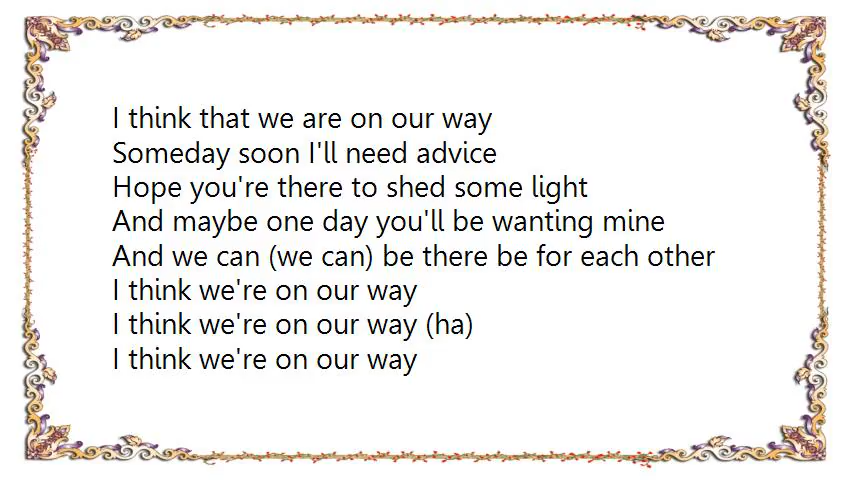 I think that we are on our way
Someday soon I'll need advice
Hope you're there to shed some light
And maybe one day you'll be wanting mine
And we can (we can) be there be for each other
I think we're on our way
I think we're on our way (ha)
I think we're on our way